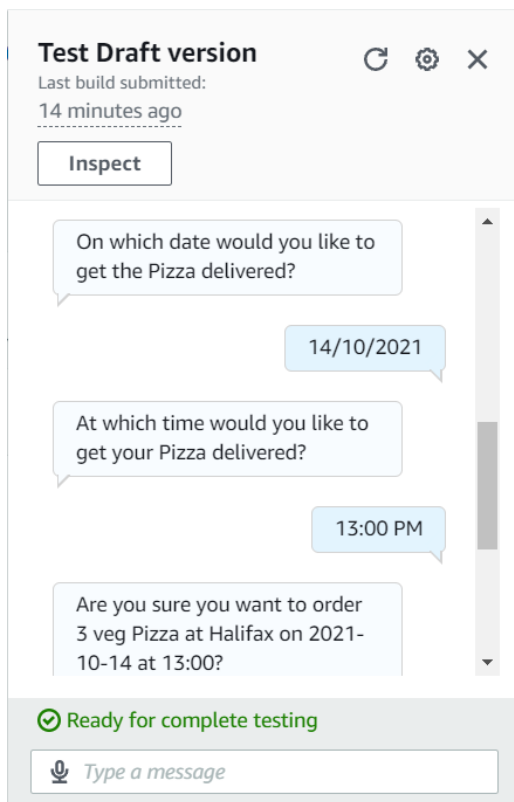 Test Draft version
Last build submitted:
14 minutes ago
Inspect
On which date would you like to
get the Pizza delivered?
14/10/2021
At which time would you like to
get your Pizza delivered?
13:00 PM
Are you sure you want to order
3 veg Pizza at Halifax on 2021-
10-14 at 13:00?
Ready for complete testing
Type a message